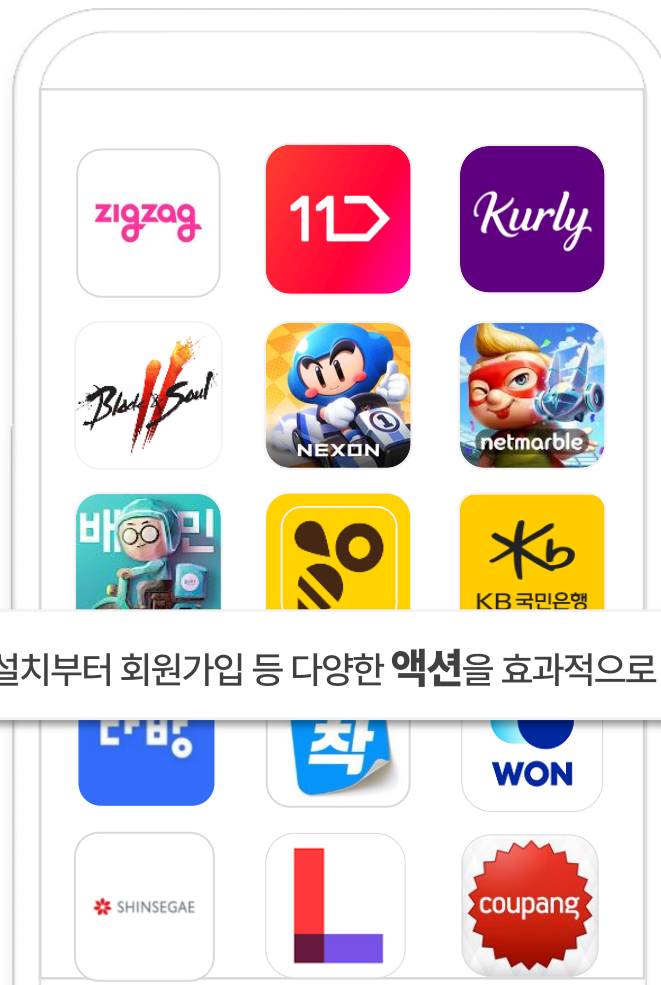 zigzag
11
Kurly
Blade & Soul
II
NEXON
1
netmarble
배민
KB 국민은행
설치부터 회원가입 등 다양한 액션을 효과적으로
다방
착
WON
SHINSEGAE
L
coupang